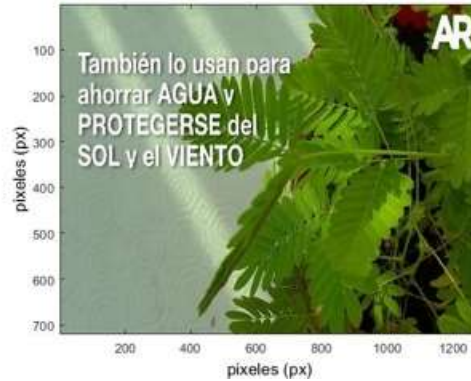 También lo usan para
ahorrar AGUA y
PROTEGERSE del
SOL y el VIENTO
AR
100
200
300
400
500
600
700
200
400
600
800
1000
1200
pixeles (px)
pixeles (px)